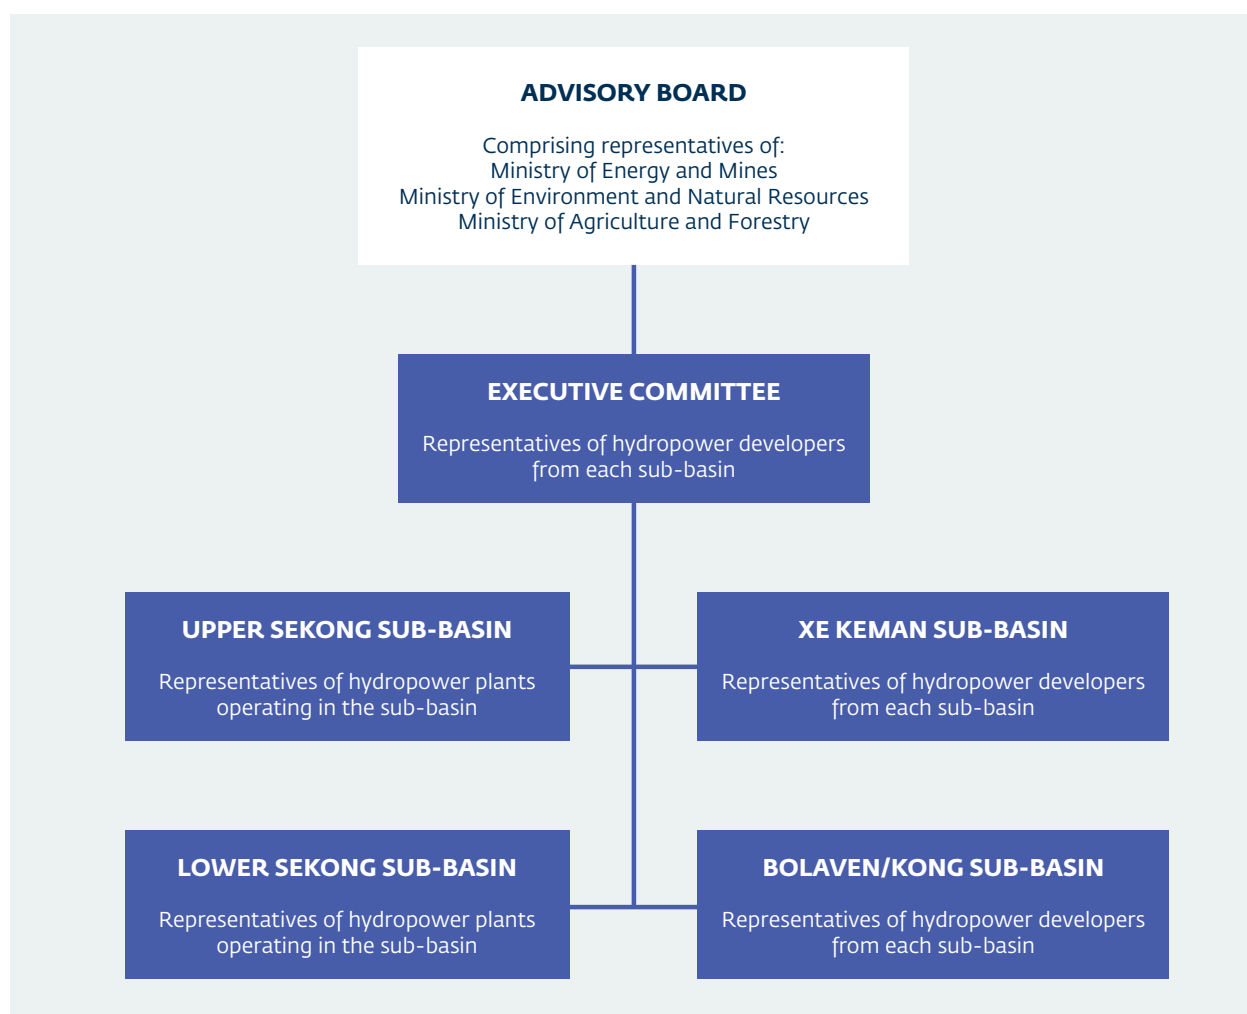 ADVISORY BOARD
Comprising representatives of:
Ministry of Energy and Mines
Ministry of Environment and Natural Resources
Ministry of Agriculture and Forestry
EXECUTIVE COMMITTEE
Representatives of hydropower developers
from each sub-basin
UPPER SEKONG SUB-BASIN
Representatives of hydropower plants
operating in the sub-basin
XE KEMAN SUB-BASIN
Representatives of hydropower developers
from each sub-basin
LOWER SEKONG SUB-BASIN
Representatives of hydropower plants
operating in the sub-basin
BOLAVEN/KONG SUB-BASIN
Representatives of hydropower developers
from each sub-basin